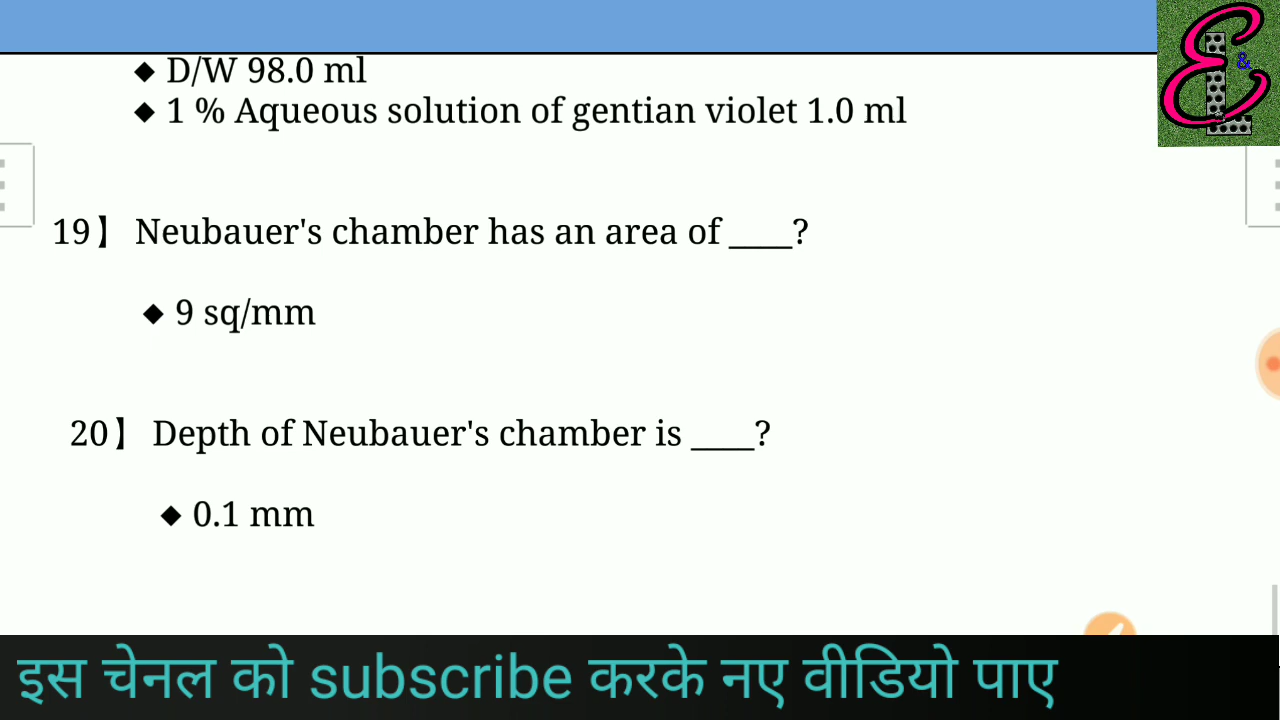 ◆ D/W 98.0 ml
◆ 1 % Aqueous solution of gentian violet 1.0 ml
19】 Neubauer's chamber has an area of ____?
◆ 9 sq/mm
20】 Depth of Neubauer's chamber is ____?
◆ 0.1 mm
इस चेनल को subscribe करके नए वीडियो पाए
E & L